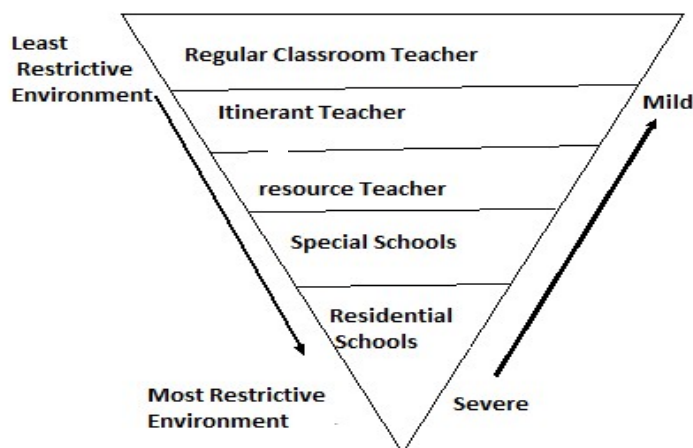 Least
Restrictive
Environment
Regular Classroom Teacher
Itinerant Teacher
Mild
resource Teacher
Special Schools
Residential
Schools
Most Restrictive
Environment
Severe